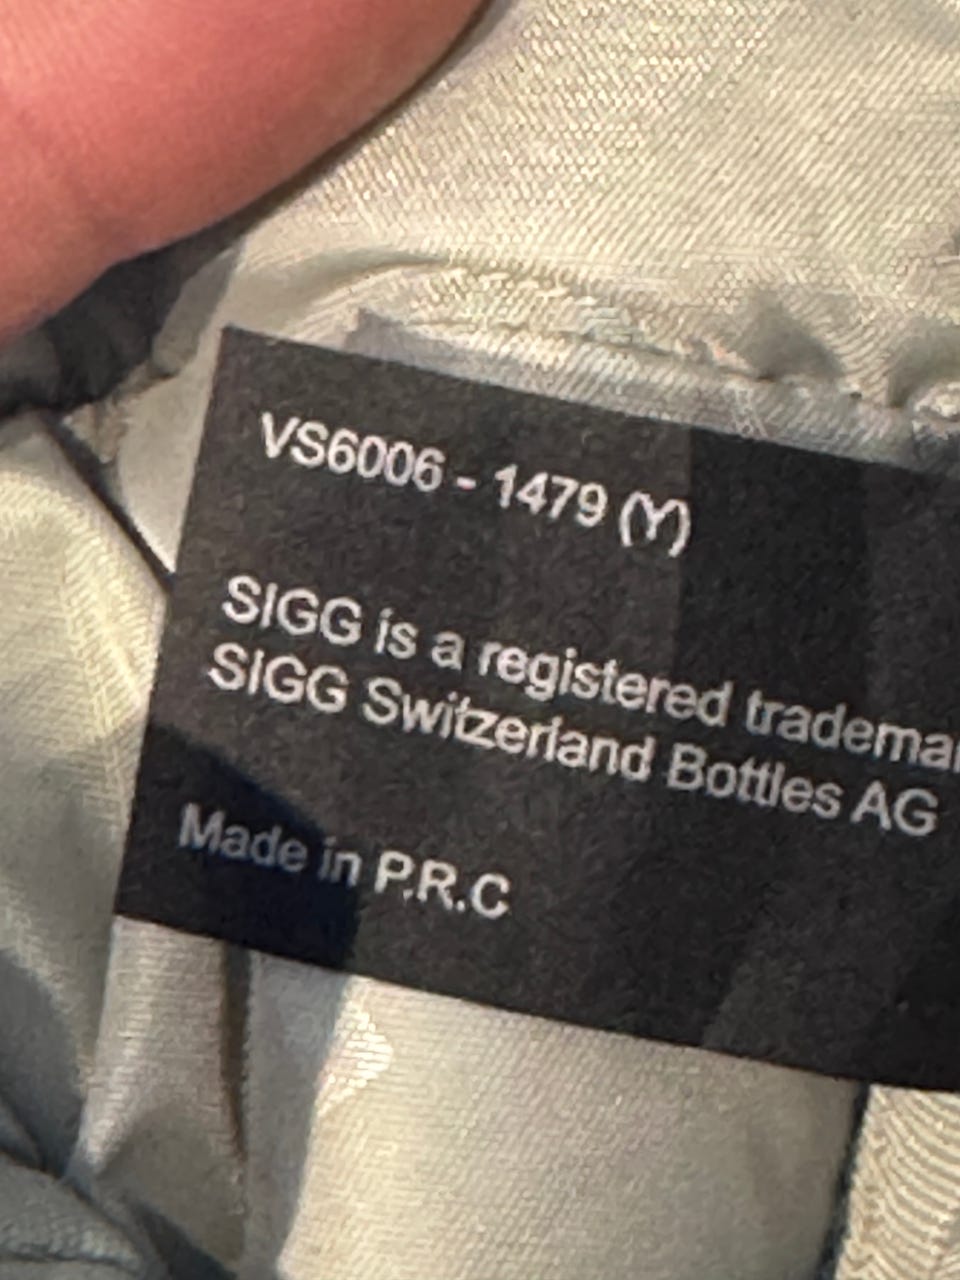 VS6006 - 1479 (Y)
SIGG is a registered
SIGG Switzerland Bottles AG
Made in P.R.C